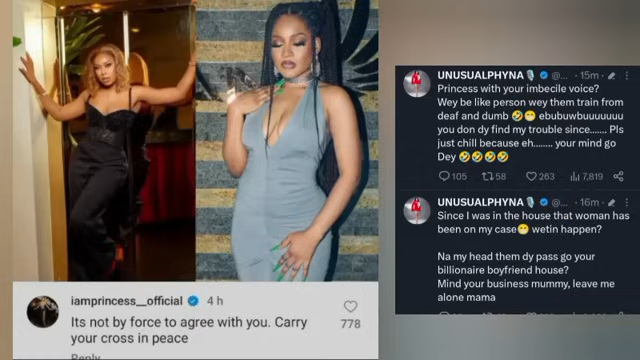 iamprincess__official 4 h
Its not by force to agree with you. Carry
your cross in peace
778
Reply
UNUSUALPHYNA🎙️ @... · 15m ·
Princess with your imbecile voice?
Wey be like person wey them train from
deaf and dumb 🤣😁 ebubuwbuuuuuuu
you don dy find my trouble since....... Pls
just chill because eh........ your mind go
Dey 🤣🤣🤣🤣
105 58 263 7,819
UNUSUALPHYNA🎙️ @... · 16m ·
Since I was in the house that woman has
been on my case😁 wetin happen?
Na my head them dy pass go your
billionaire boyfriend house?
Mind your business mummy, leave me
alone mama